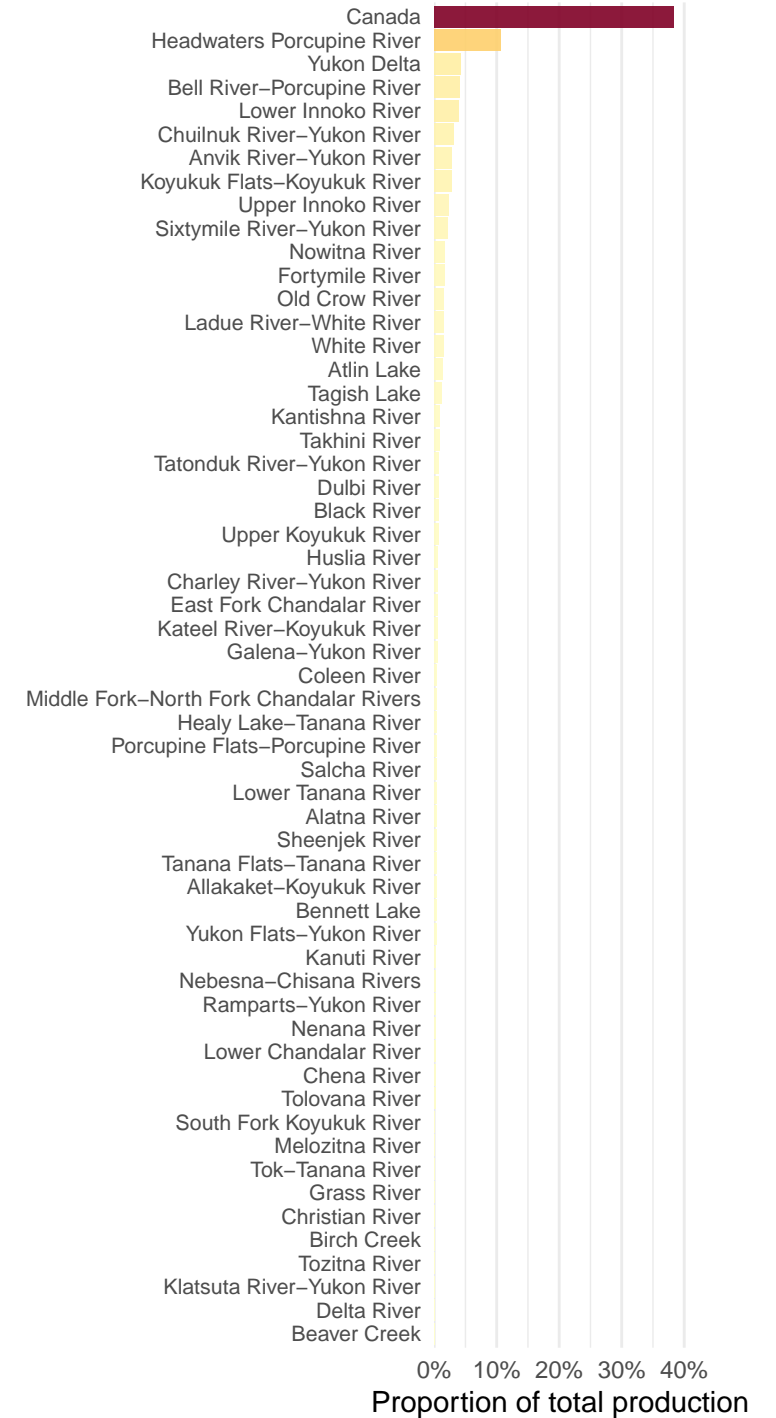 Canada
Headwaters Porcupine River
Yukon Delta
Bell River−Porcupine River
Lower Innoko River
Chuilnuk River−Yukon River
Anvik River−Yukon River
Koyukuk Flats−Koyukuk River
Upper Innoko River
Sixtymile River−Yukon River
Nowitna River
Fortymile River
Old Crow River
Ladue River−White River
White River
Atlin Lake
Tagish Lake
Kantishna River
Takhini River
Tatonduk River−Yukon River
Dulbi River
Black River
Upper Koyukuk River
Huslia River
Charley River−Yukon River
East Fork Chandalar River
Kateel River−Koyukuk River
Galena−Yukon River
Coleen River
Middle Fork−North Fork Chandalar Rivers
Healy Lake−Tanana River
Porcupine Flats−Porcupine River
Salcha River
Lower Tanana River
Alatna River
Sheenjek River
Tanana Flats−Tanana River
Allakaket−Koyukuk River
Bennett Lake
Yukon Flats−Yukon River
Kanuti River
Nebesna−Chisana Rivers
Ramparts−Yukon River
Nenana River
Lower Chandalar River
Chena River
Tolovana River
South Fork Koyukuk River
Melozitna River
Tok−Tanana River
Grass River
Christian River
Birch Creek
Tozitna River
Klatsuta River−Yukon River
Delta River
Beaver Creek
0% 10% 20% 30% 40%
Proportion of total production